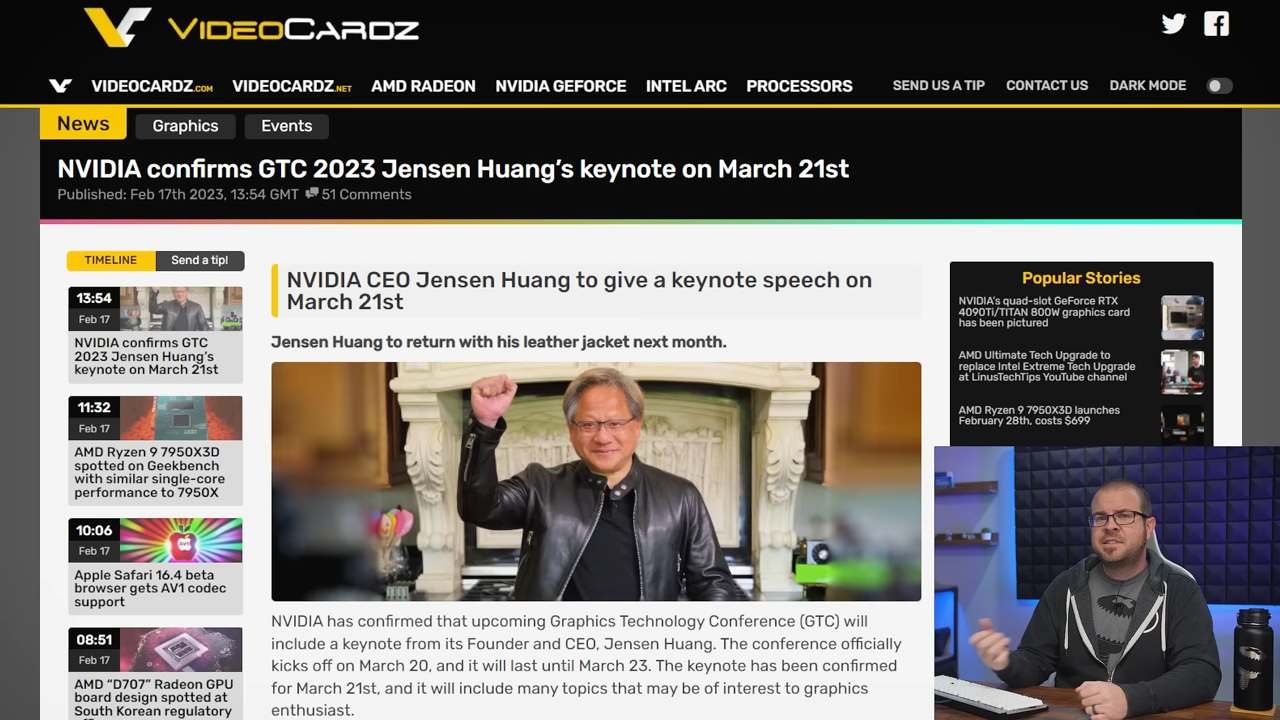 VIDEOCARDZ
VIDEOCARDZ.COM
VIDEOCARDZ.NET
AMD RADEON
NVIDIA GEFORCE
INTEL ARC
PROCESSORS
SEND US A TIP
CONTACT US
DARK MODE
News
Graphics
Events
NVIDIA confirms GTC 2023 Jensen Huang’s keynote on March 21st
Published: Feb 17th 2023, 13:54 GMT 51 Comments
TIMELINE
Send a tip!
13:54
Feb 17
NVIDIA confirms GTC
2023 Jensen Huang’s
keynote on March 21st
11:32
Feb 17
AMD Ryzen 9 7950X3D
spotted on Geekbench
with similar single-core
performance to 7950X
10:06
Feb 17
AV1
Apple Safari 16.4 beta
browser gets AV1 codec
support
08:51
Feb 17
AMD “D707” Radeon GPU
board design spotted at
South Korean regulatory
NVIDIA CEO Jensen Huang to give a keynote speech on
March 21st
Jensen Huang to return with his leather jacket next month.
NVIDIA has confirmed that upcoming Graphics Technology Conference (GTC) will
include a keynote from its Founder and CEO, Jensen Huang. The conference officially
kicks off on March 20, and it will last until March 23. The keynote has been confirmed
for March 21st, and it will include many topics that may be of interest to graphics
enthusiast.
Popular Stories
NVIDIA’s quad-slot GeForce RTX
4090Ti/TITAN 800W graphics card
has been pictured
AMD Ultimate Tech Upgrade to
replace Intel Extreme Tech Upgrade
at LinusTechTips YouTube channel
AMD Ryzen 9 7950X3D launches
February 28th, costs $699